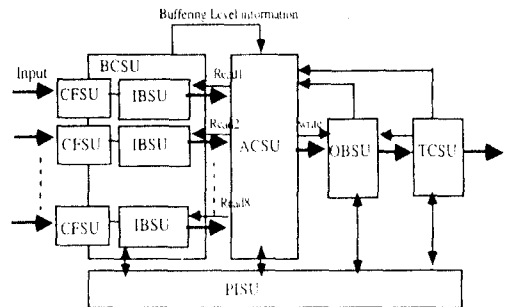 Buffering Level information
BCSU
Input
Read1
CFSU
IBSU
Read2
CFSU
IBSU
ACSU
write
OBSU
TCSU
Read8
CFSU
IBSU
PISU